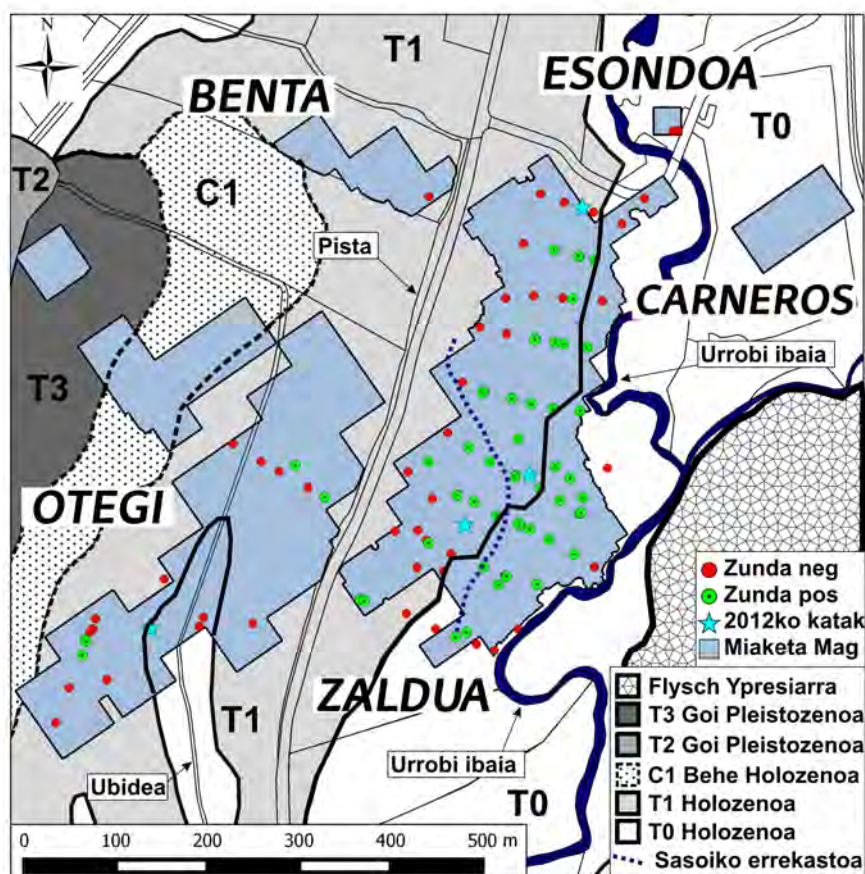 N
T1
ESONDOA
BENTA
T0
T2
C1
Pista
CARNEROS
Urrobi ibaia
T3
OTEGI
Zunda neg
Zunda pos
2012ko katak
Miaketa Mag
ZALDUA
T1
Flysch Ypresiarra
T3 Goi Pleistozenoa
T2 Goi Pleistozenoa
C1 Behe Holozenoa
T1 Holozenoa
T0 Holozenoa
Sasoiko errekastoa
Ubidea
Urrobi ibaia
T0
0 100 200 300 400 500 m